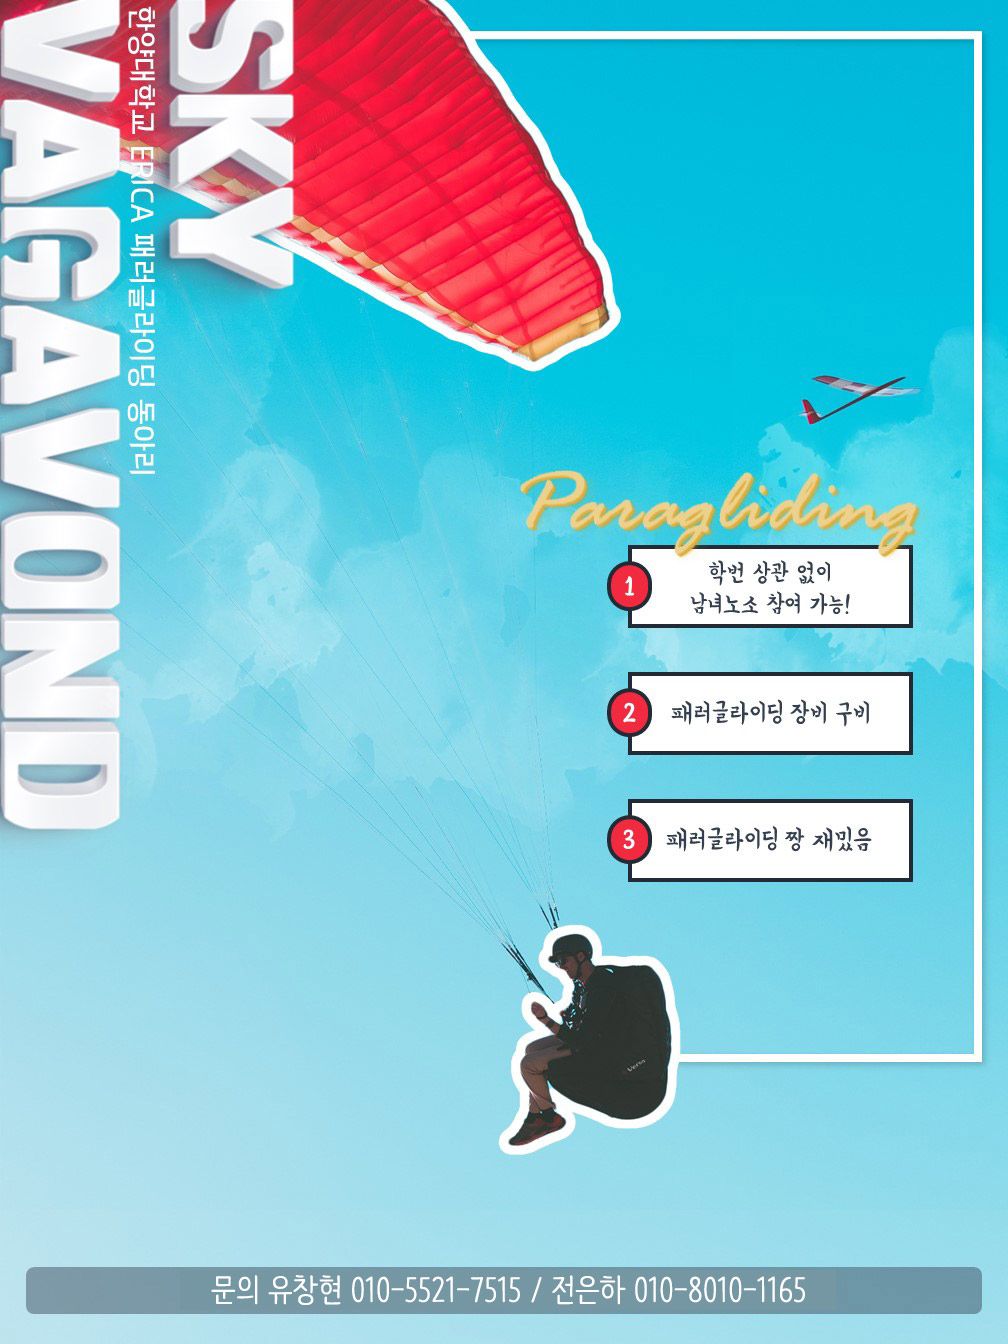 SKY
VAGAVOND
한양대학교 ERICA 패러글라이딩 동아리
Paragliding
1
학번 상관 없이
남녀노소 참여 가능!
2
패러글라이딩 장비 구비
3
패러글라이딩 짱 재밌음
문의 유창현 010-5521-7515 / 전은하 010-8010-1165